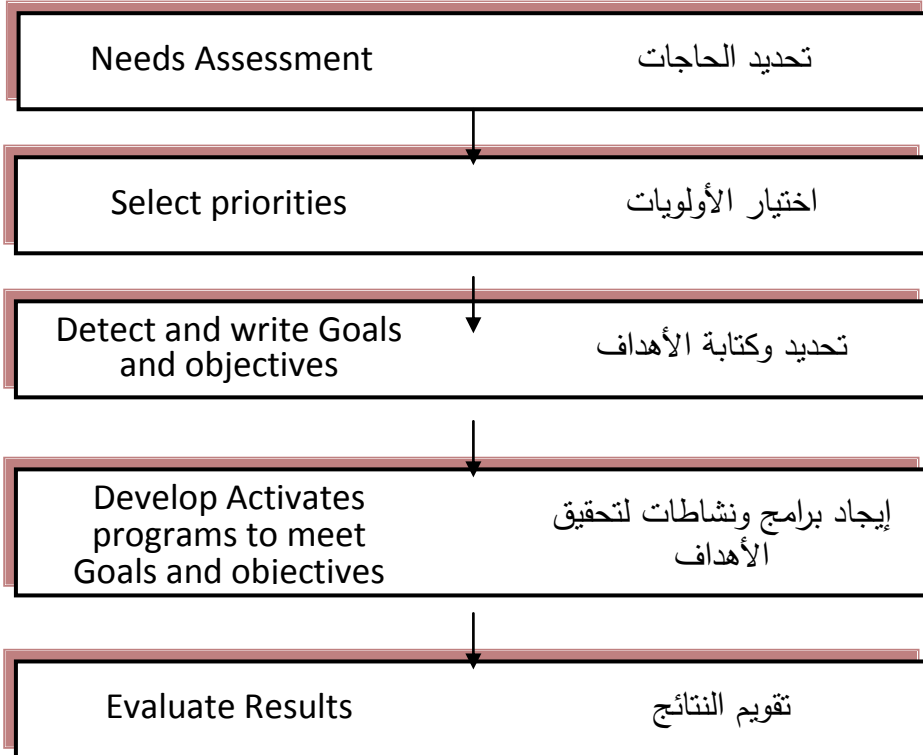 Needs Assessment
تحديد الحاجات
Select priorities
اختيار الأولويات
Detect and write Goals
and objectives
تحديد وكتابة الأهداف
Develop Activates
programs to meet
Goals and objectives
إيجاد برامج ونشاطات لتحقيق
الأهداف
Evaluate Results
تقويم النتائج